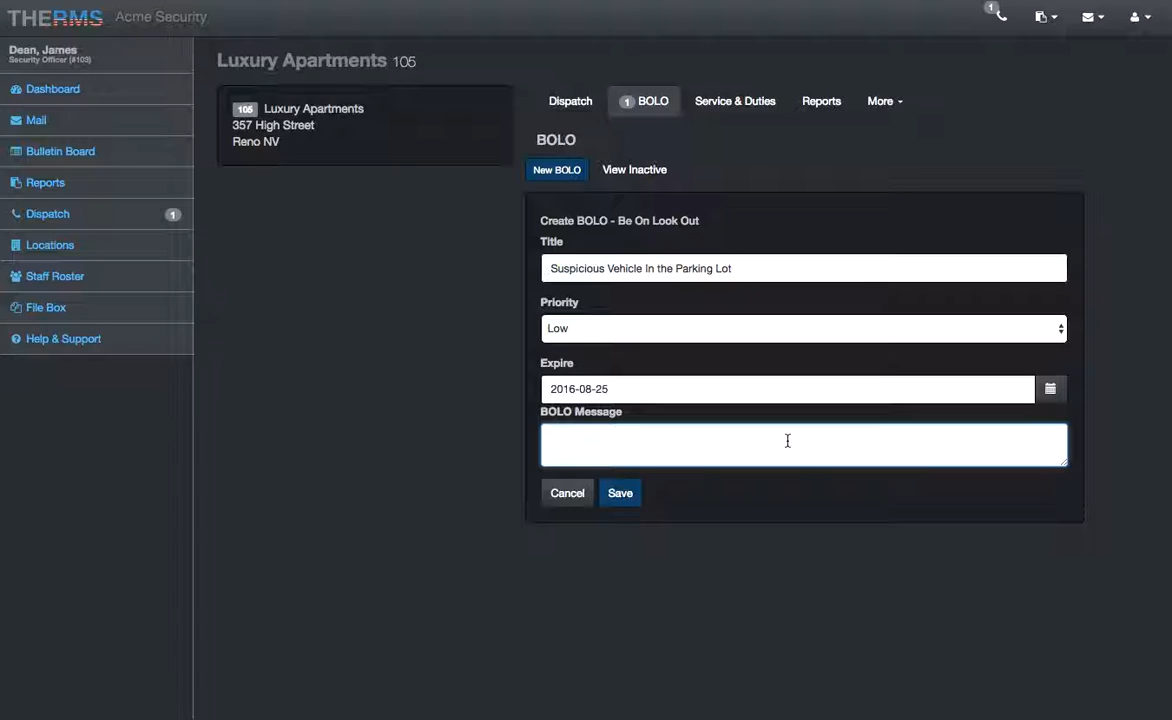 THERMS Acme Security
1
Dean, James
Security Officer (#103)
Dashboard
Mail
Bulletin Board
Reports
Dispatch 1
Locations
Staff Roster
File Box
Help & Support
Luxury Apartments 105
105 Luxury Apartments
357 High Street
Reno NV
Dispatch 1 BOLO Service & Duties Reports More
BOLO
New BOLO View Inactive
Create BOLO - Be On Look Out
Title
Suspicious Vehicle In the Parking Lot
Priority
Low
Expire
2016-08-25
BOLO Message
Cancel Save